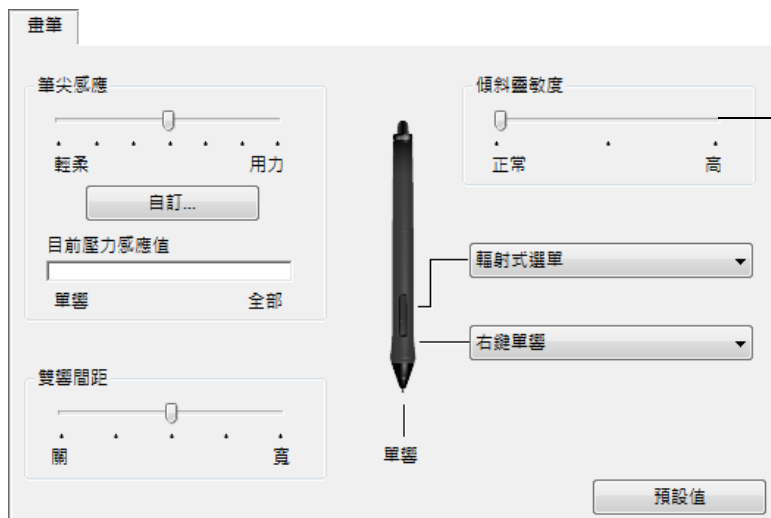 畫筆
筆尖感應
輕柔 用力
自訂...
目前壓力感應值
單響 全部
雙響間距
關 寬
單響
傾斜靈敏度
正常 高
輻射式選單
右鍵單響
預設值